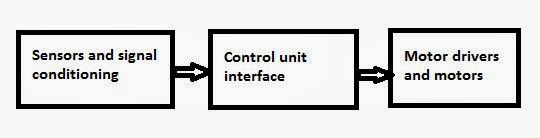 Sensors and signal
conditioning
Control unit
interface
Motor drivers
and motors